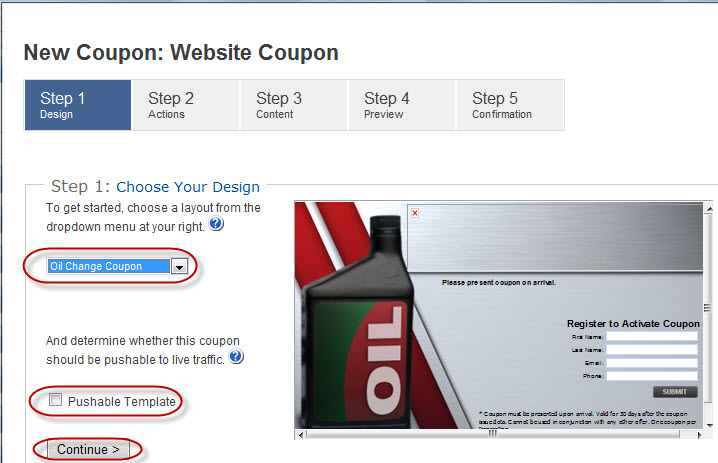 New Coupon: Website Coupon
Step 1
Design
Step 2
Actions
Step 3
Content
Step 4
Preview
Step 5
Confirmation
Step 1: Choose Your Design
To get started, choose a layout from the
dropdown menu at your right. ?
Oil Change Coupon
And determine whether this coupon
should be pushable to live traffic. ?
Pushable Template
Continue >
OIL
Please present coupon on arrival.
Register to Activate Coupon
First Name:
Last Name:
Email:
Phone:
SUBMIT
* Coupon must be presented upon arrival. Valid for 30 days after the coupon
issue date. Cannot be used in conjunction with any other offer. One coupon per